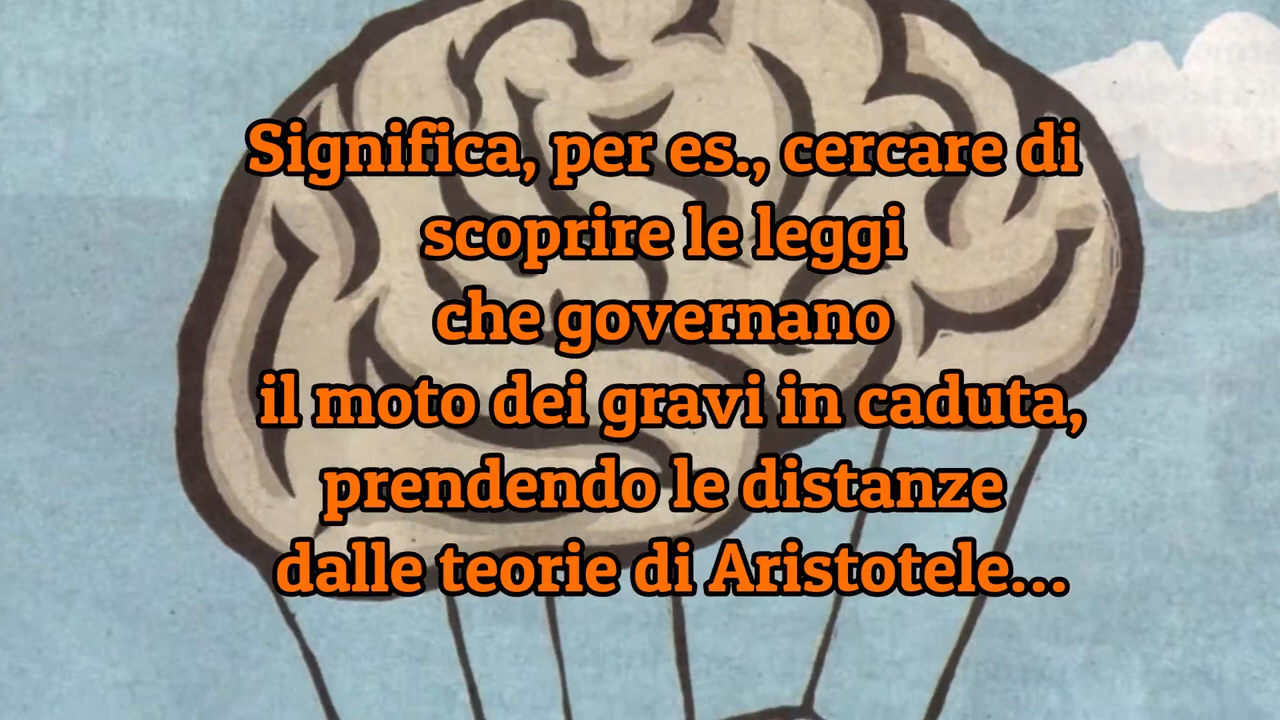 Significa, per es., cercare di
scoprire le leggi
che governano
il moto dei gravi in caduta,
prendendo le distanze
dalle teorie di Aristotele...